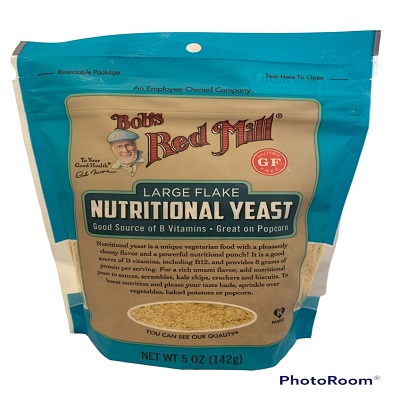 Resealable Package
Tear Here To Open
An Employee-Owned Company
Bob's
Red Mill®
To Your
Good Health®
Bob Moore
GLUTEN
GF
FREE
LARGE FLAKE
NUTRITIONAL YEAST
Good Source of B Vitamins • Great on Popcorn
Nutritional yeast is a unique vegetarian food with a pleasantly
cheesy flavor and a powerful nutritional punch! It is a good
source of B vitamins, including B12, and provides 8 grams of
protein per serving. For a rich umami flavor, add nutritional
yeast to sauces, scrambles, kale chips, crackers and biscuits. To
boost nutrition and please your taste buds, sprinkle over
vegetables, baked potatoes or popcorn.
K
PAREVE
YOU CAN SEE OUR QUALITY®
NET WT 5 OZ (142g)
PhotoRoom®